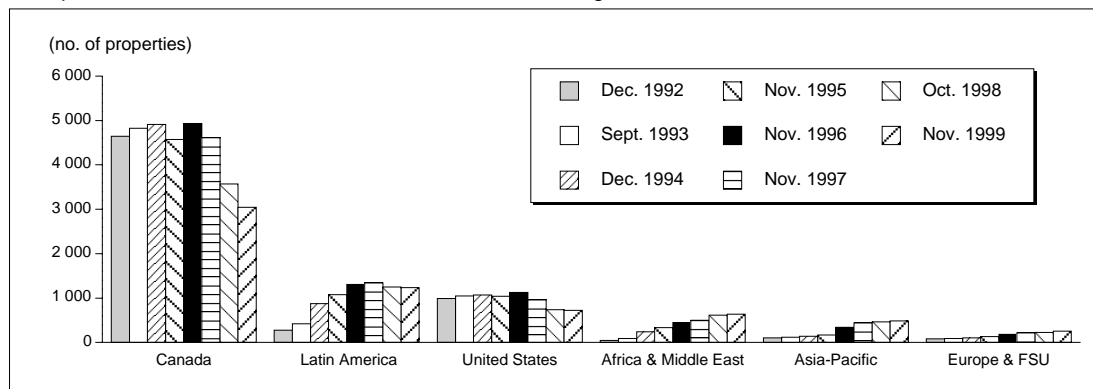 (no. of properties)
6 000
5 000
4 000
3 000
2 000
1 000
0
Dec. 1992
Nov. 1995
Oct. 1998
Sept. 1993
Nov. 1996
Nov. 1999
Dec. 1994
Nov. 1997
Canada
Latin America
United States
Africa & Middle East
Asia-Pacific
Europe & FSU